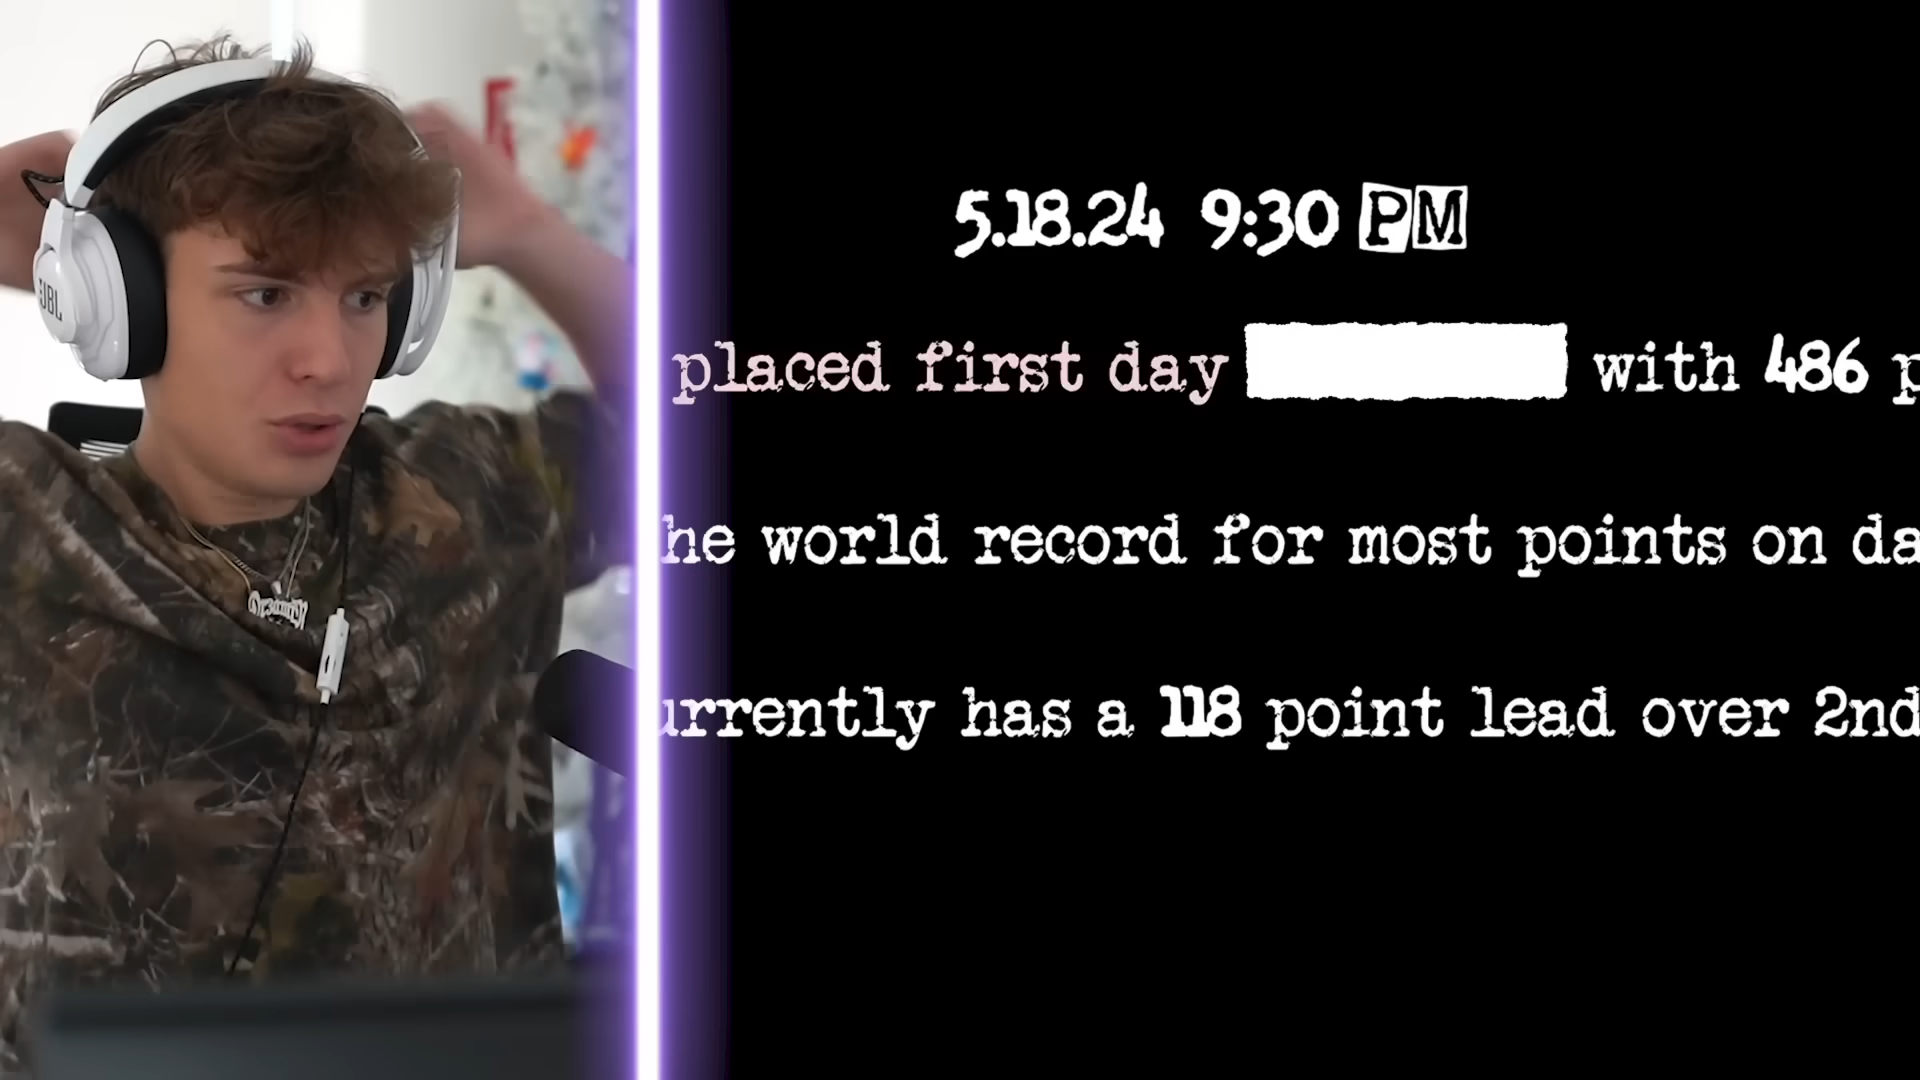 5.18.24 9:30 PM
placed first day with 486
he world record for most points on da
urrently has a 118 point lead over 2nd
JBL